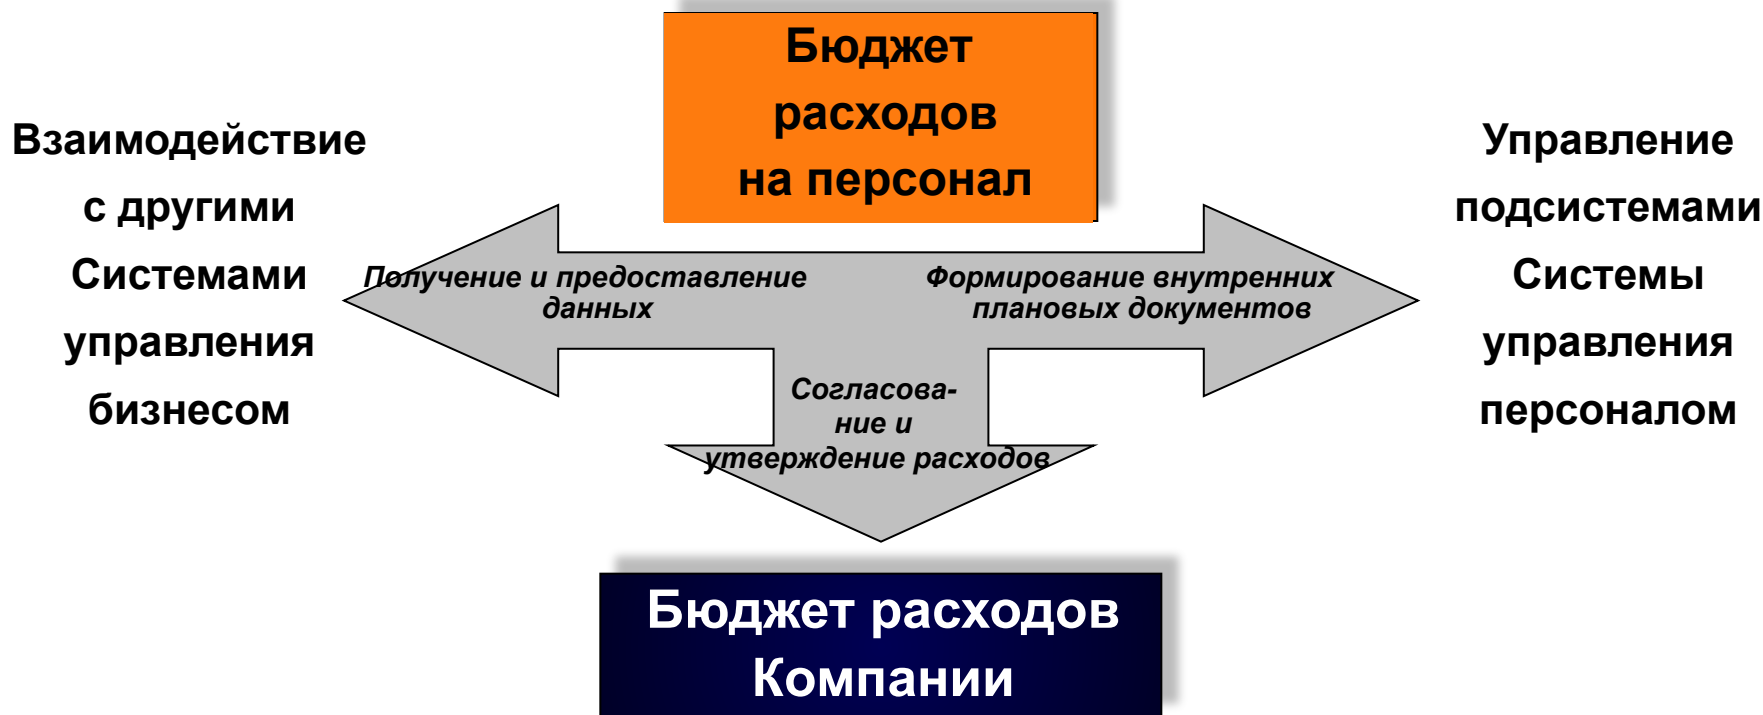 Бюджет
расходов
на персонал
Взаимодействие
с другими
Системами
управления
бизнесом
Получение и предоставление
данных
Формирование внутренних
плановых документов
Согласова-
ние и
утверждение расходов
Управление
подсистемами
Системы
управления
персоналом
Бюджет расходов
Компании